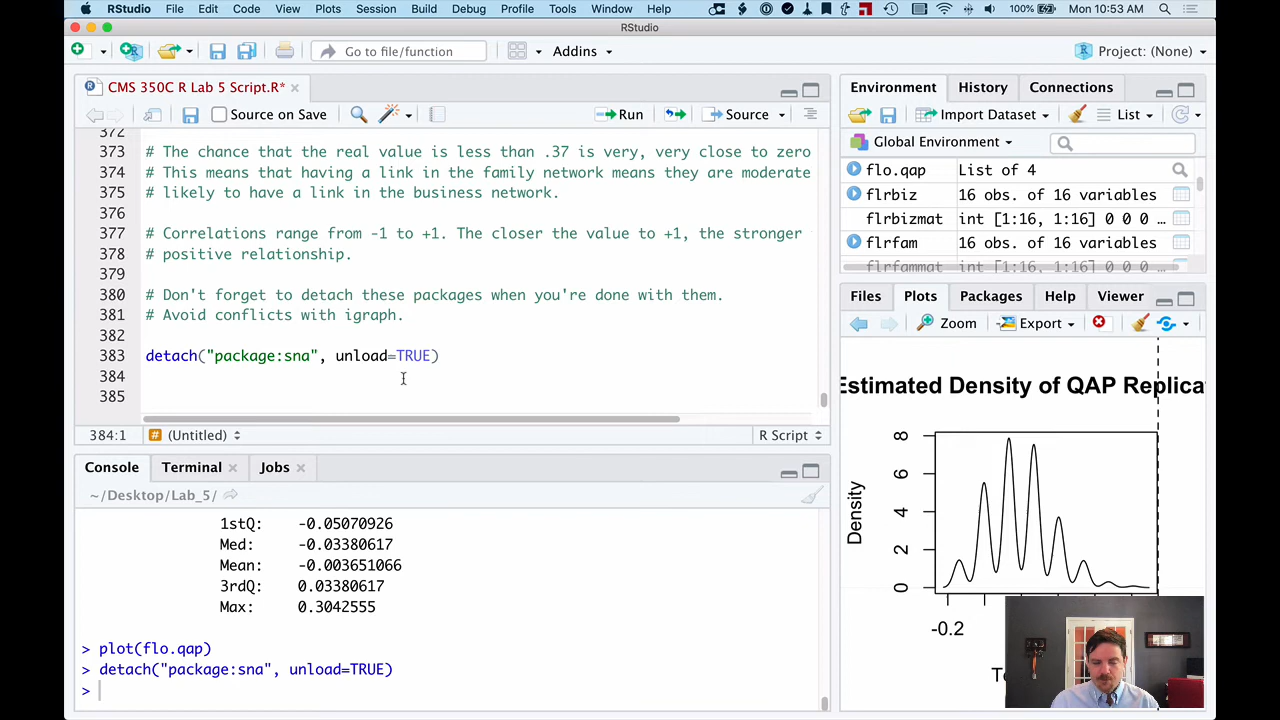 RStudio File Edit Code View Plots Session Build Debug Profile Tools Window Help 100% Mon 10:53 AM
RStudio
Go to file/function Addins Project: (None)
CMS 350C R Lab 5 Script.R*
Source on Save Run Source
372
373 # The chance that the real value is less than .37 is very, very close to zero
374 # This means that having a link in the family network means they are moderate
375 # likely to have a link in the business network.
376
377 # Correlations range from -1 to +1. The closer the value to +1, the stronger
378 # positive relationship.
379
380 # Don't forget to detach these packages when you're done with them.
381 # Avoid conflicts with igraph.
382
383 detach("package:sna", unload=TRUE)
384
385
384:1 # (Untitled) R Script
Console Terminal Jobs
~/Desktop/Lab_5/
1stQ: -0.05070926
Med: -0.03380617
Mean: -0.003651066
3rdQ: 0.03380617
Max: 0.3042555
> plot(flo.qap)
> detach("package:sna", unload=TRUE)
>
Environment History Connections
Import Dataset List
Global Environment
flo.qap List of 4
flrbiz 16 obs. of 16 variables
flrbizmat int [1:16, 1:16] 0 0 0 …
flrfam 16 obs. of 16 variables
flrfammat int [1:16, 1:16] 0 0 0 …
Files Plots Packages Help Viewer
Zoom Export
Estimated Density of QAP Replica
Density
8
6
4
2
0
-0.2